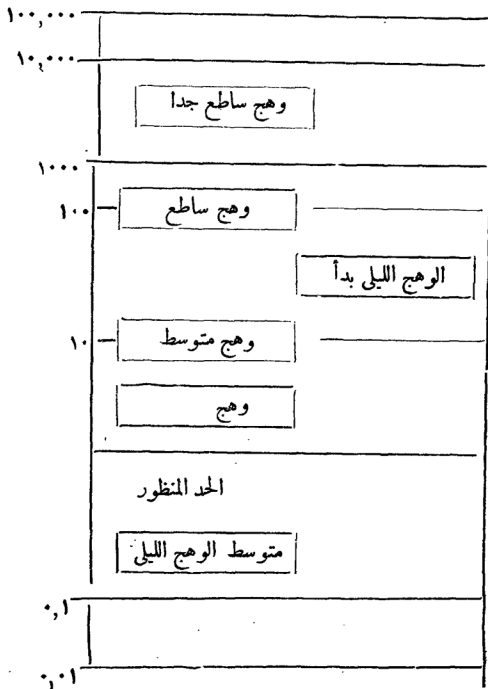 ١٠٠,٠٠٠
١٠,٠٠٠
وهج ساطع جدا
١٠٠٠
١٠٠
وهج ساطع
الوهج الليلى بدأ
١٠
وهج متوسط
وهج
الحد المنظور
متوسط الوهج الليلى
٠,١
٠,٠١